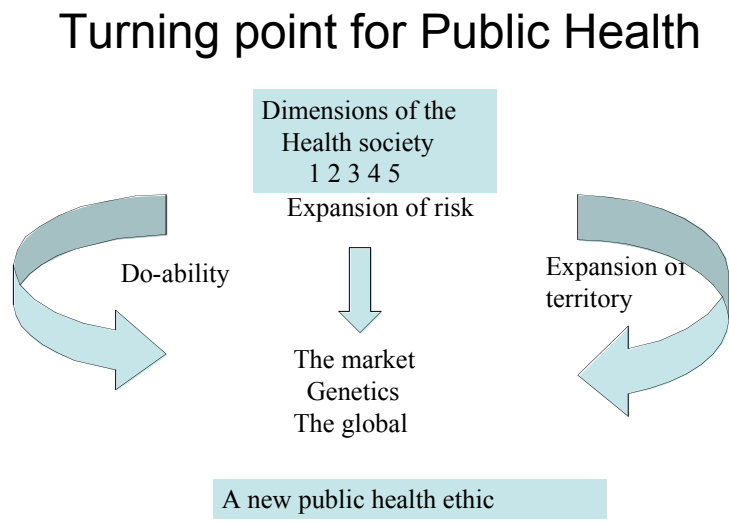 Turning point for Public Health
Dimensions of the
Health society
1 2 3 4 5
Expansion of risk
Do-ability
Expansion of
territory
The market
Genetics
The global
A new public health ethic